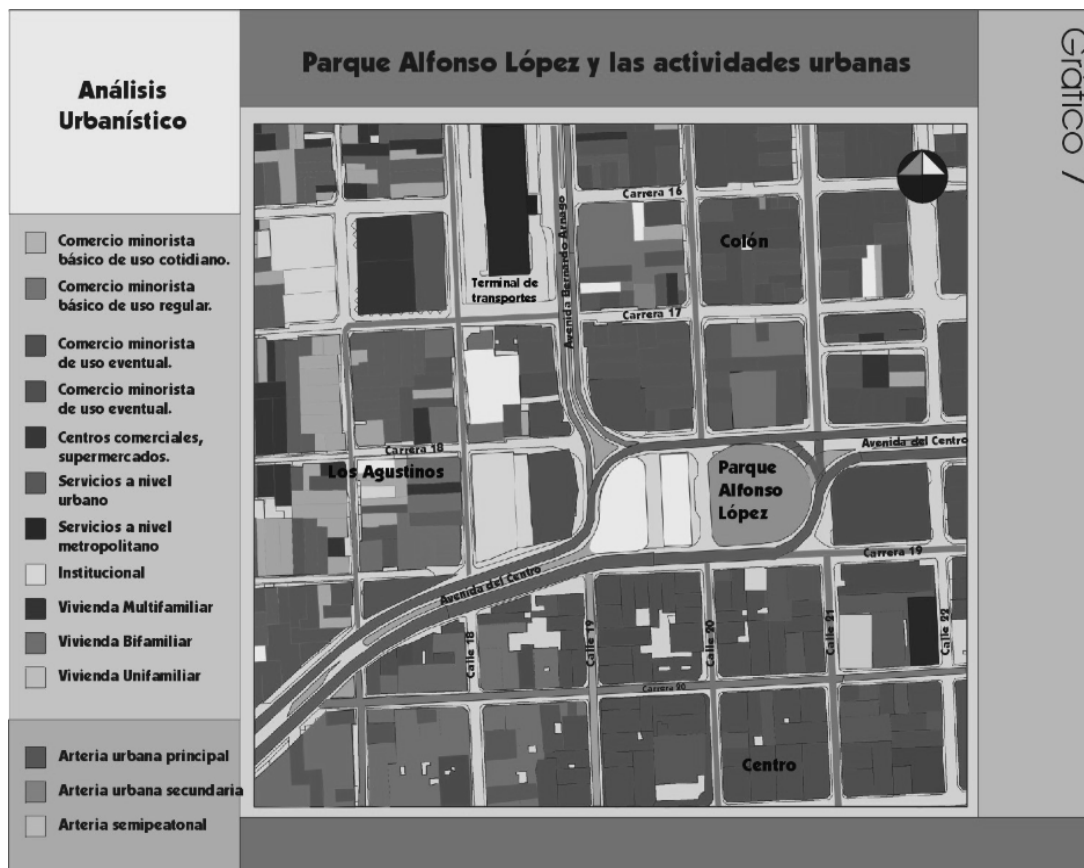 Parque Alfonso López y las actividades urbanas
Gráfico 7
Análisis
Urbanístico
Comercio minorista
básico de uso cotidiano.
Comercio minorista
básico de uso regular.
Comercio minorista
de uso eventual.
Comercio minorista
de uso eventual.
Centros comerciales,
supermercados.
Servicios a nivel
urbano
Servicios a nivel
metropolitano
Institucional
Vivienda Multifamiliar
Vivienda Bifamiliar
Vivienda Unifamiliar
Arteria urbana principal
Arteria urbana secundaria
Arteria semipeatonal
Carrera 16
Avenida Bernardo Arnago
Colón
Terminal de
transportes
Carrera 17
Carrera 18
Avenida del Centro
Los Agustinos
Parque
Alfonso
López
Carrera 19
Avenida del Centro
Calle 18
Calle 19
Calle 20
Calle 21
Calle 22
Carrera 20
Centro